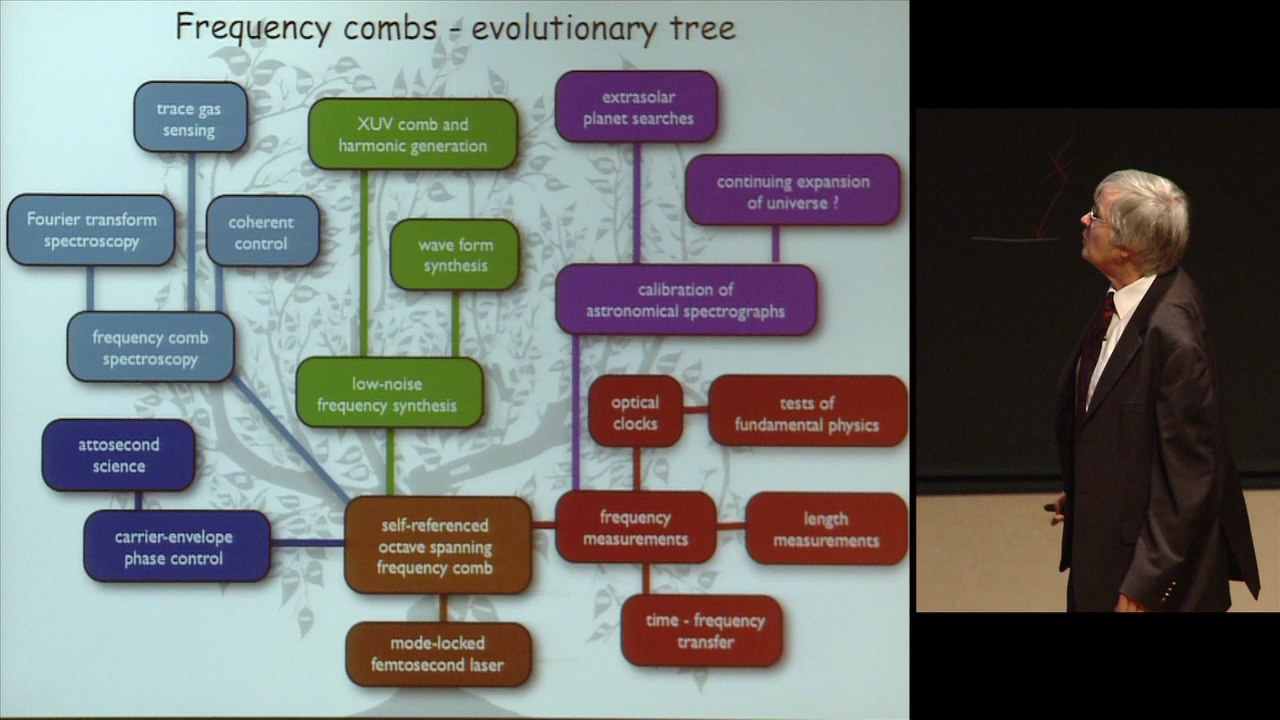 Frequency combs - evolutionary tree
trace gas
sensing
XUV comb and
harmonic generation
extrasolar
planet searches
continuing expansion
of universe ?
Fourier transform
spectroscopy
coherent
control
wave form
synthesis
calibration of
astronomical spectrographs
frequency comb
spectroscopy
low-noise
frequency synthesis
optical
clocks
tests of
fundamental physics
attosecond
science
carrier-envelope
phase control
self-referenced
octave spanning
frequency comb
frequency
measurements
length
measurements
mode-locked
femtosecond laser
time - frequency
transfer